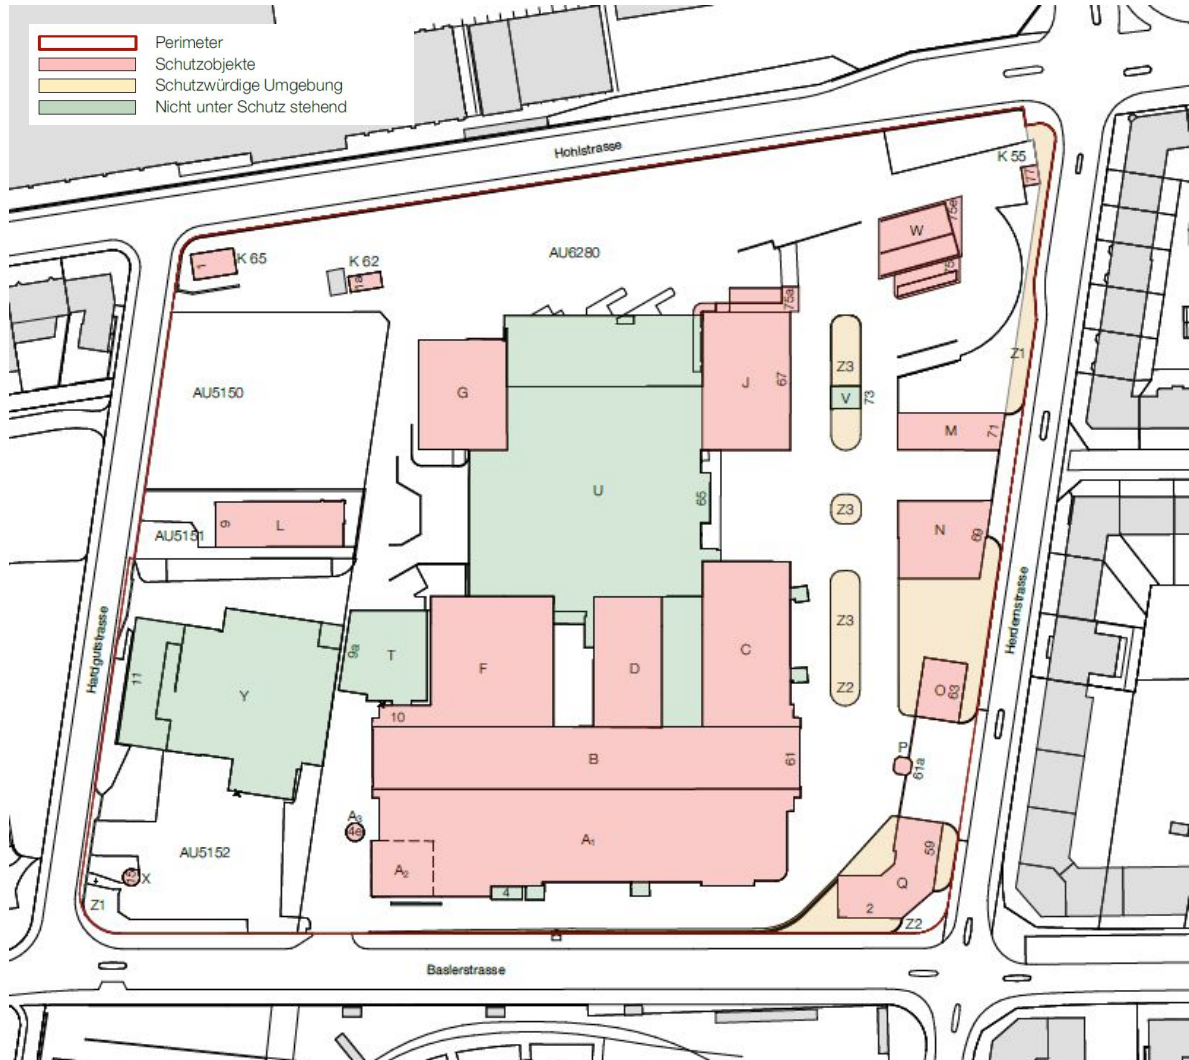 Perimeter
Schutzobjekte
Schutzwürdige Umgebung
Nicht unter Schutz stehend
Hohlstrasse
K 55
77
W
75e
75
K 65
1
K 62
1a
AU6280
75a
Z1
AU5150
G
J
67
Z3
V
73
M
71
U
65
Z3
9
L
AU5151
N
69
Hardgutstrasse
Herdernstrasse
11
Y
9a
T
F
D
C
Z3
Z2
O
63
10
B
61
P
61a
A3
4e
A1
A2
AU5152
15
X
Z1
4
59
Q
2
Z2
Baslerstrasse